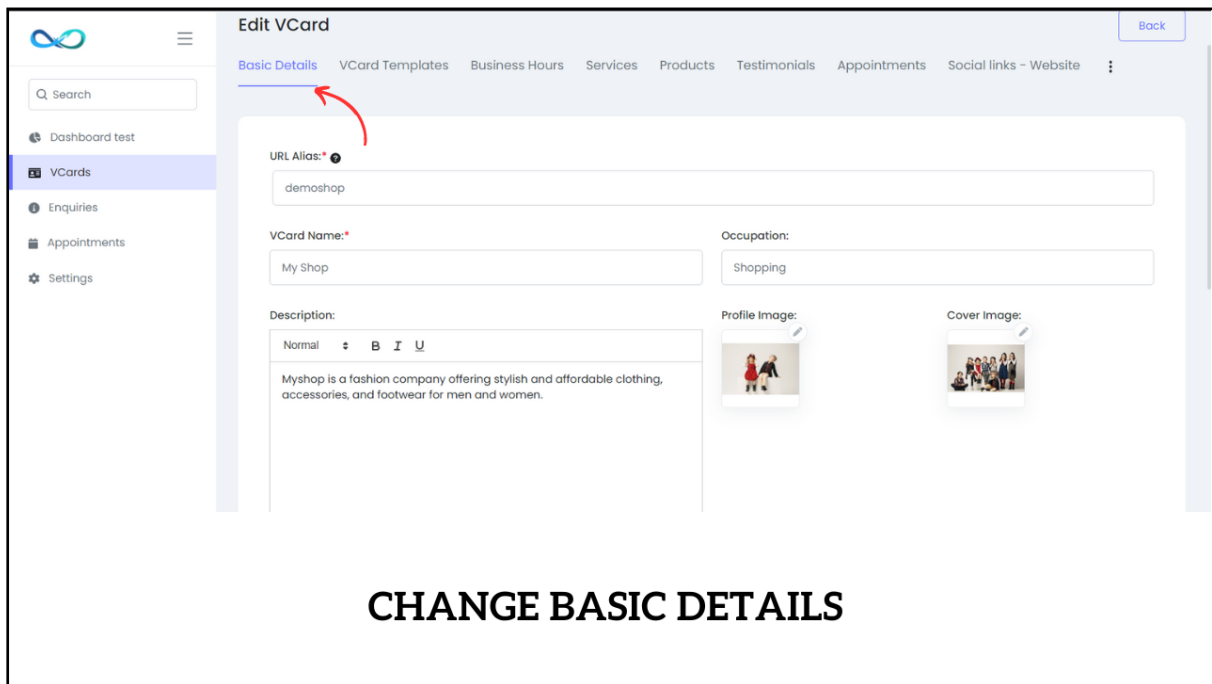 Edit VCard
Back
Basic Details VCard Templates Business Hours Services Products Testimonials Appointments Social links - Website
Search
Dashboard test
VCards
Enquiries
Appointments
Settings
URL Alias:*
demoshop
VCard Name:* Occupation:
My Shop Shopping
Description: Profile Image: Cover Image:
Normal B I U
Myshop is a fashion company offering stylish and affordable clothing,
accessories, and footwear for men and women.
CHANGE BASIC DETAILS